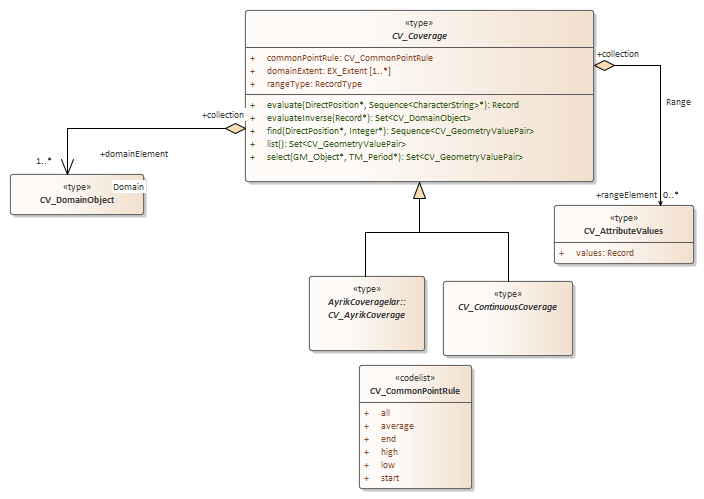 «type»
CV_Coverage
+ commonPointRule: CV_CommonPointRule
+ domainExtent: EX_Extent [1..*]
+ rangeType: RecordType
+ evaluate(DirectPosition*, Sequence<CharacterString>*): Record
+ evaluateInverse(Record*): Set<CV_DomainObject>
+ find(DirectPosition*, Integer*): Sequence<CV_GeometryValuePair>
+ list(): Set<CV_GeometryValuePair>
+ select(GM_Object*, TM_Period*): Set<CV_GeometryValuePair>
+collection
+collection
Range
+domainElement
1..*
Domain
«type»
CV_DomainObject
+rangeElement 0..*
«type»
CV_AttributeValues
+ values: Record
«type»
AyrikCoveragelar::
CV_AyrikCoverage
«type»
CV_ContinuousCoverage
«codelist»
CV_CommonPointRule
+ all
+ average
+ end
+ high
+ low
+ start